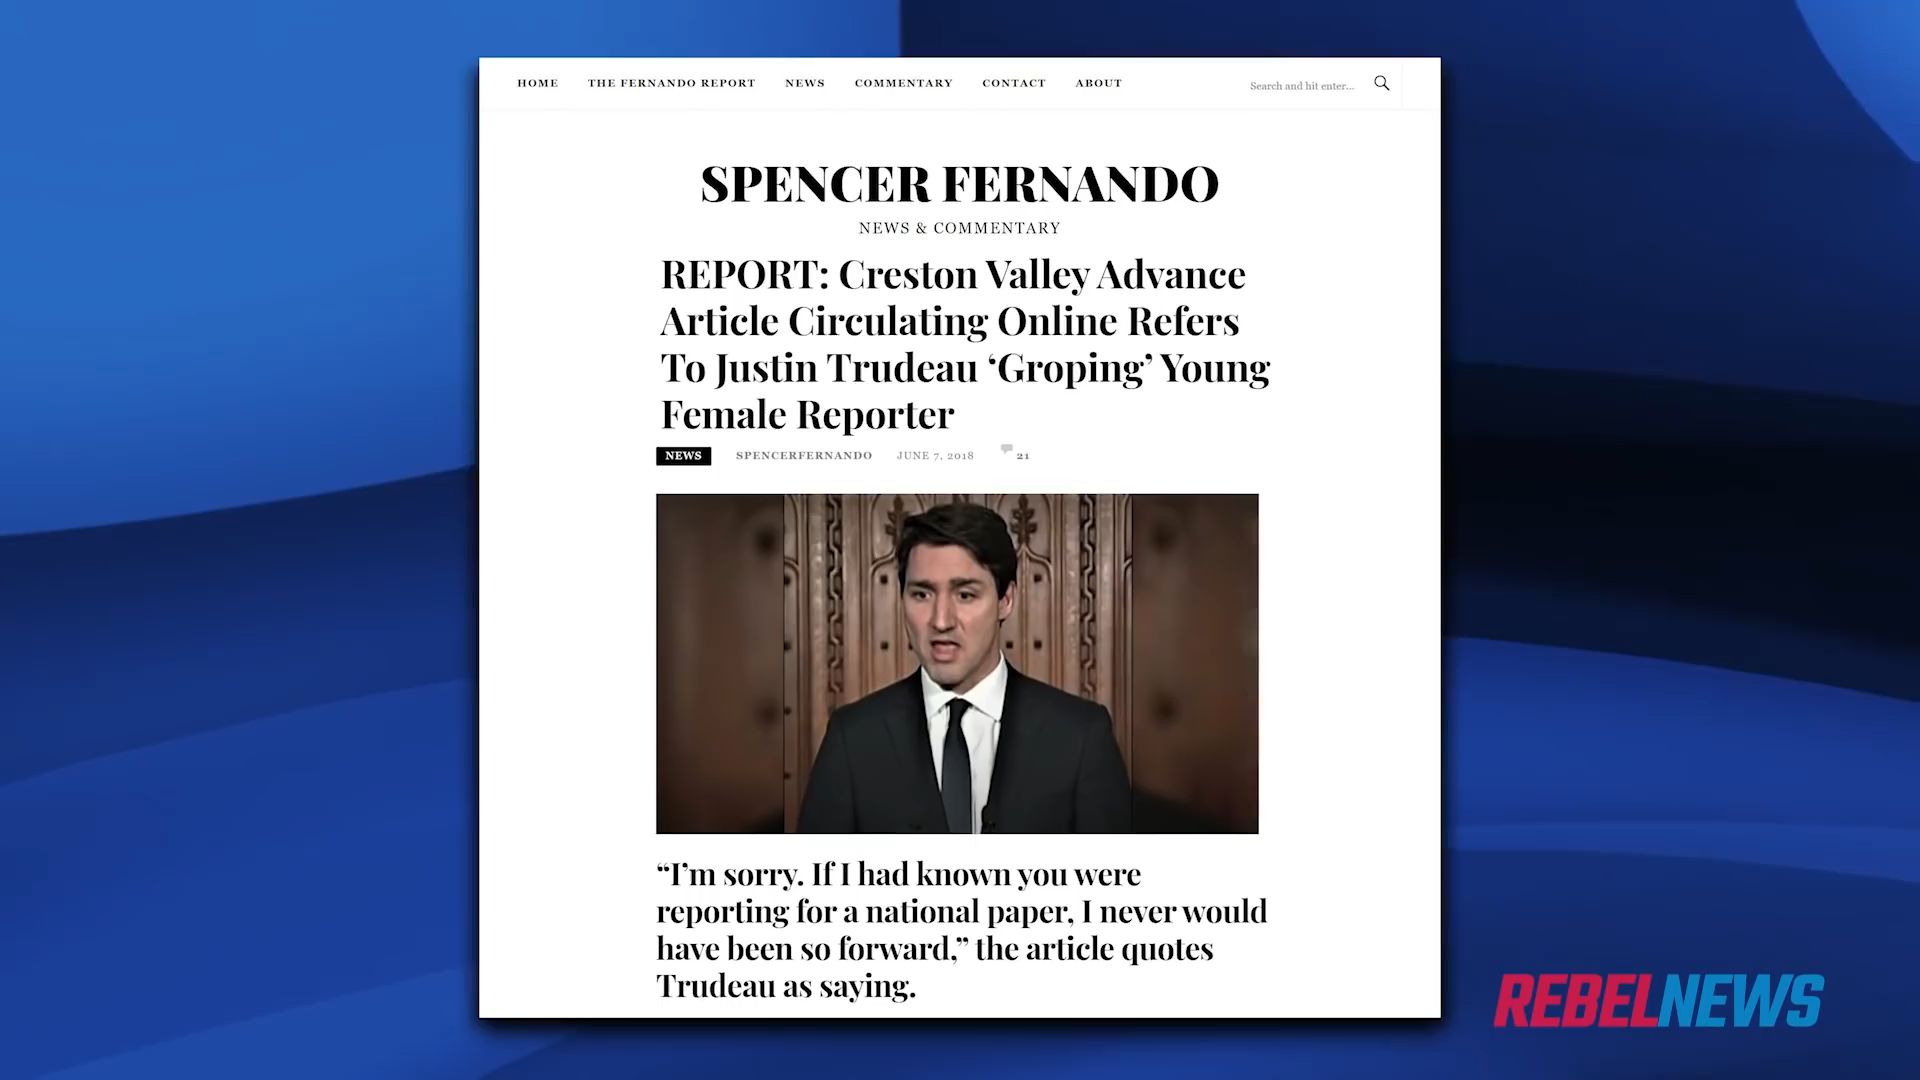 HOME THE FERNANDO REPORT NEWS COMMENTARY CONTACT ABOUT Search and hit enter...
SPENCER FERNANDO
NEWS & COMMENTARY
REPORT: Creston Valley Advance
Article Circulating Online Refers
To Justin Trudeau ‘Groping’ Young
Female Reporter
NEWS SPENCERFERNANDO JUNE 7, 2018 21
“I’m sorry. If I had known you were
reporting for a national paper, I never would
have been so forward,” the article quotes
Trudeau as saying.
REBELNEWS